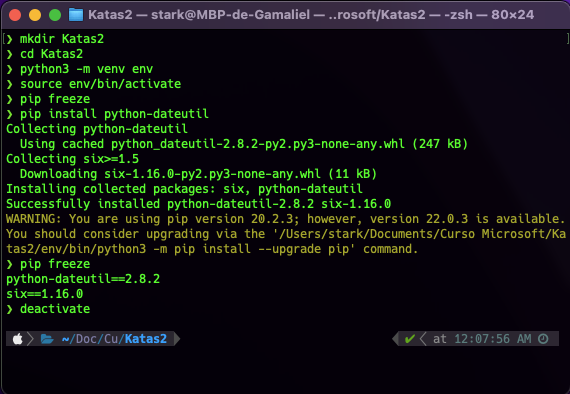 Katas2 — stark@MBP-de-Gamaliel — ..rosoft/Katas2 — -zsh — 80×24
❯ mkdir Katas2
❯ cd Katas2
❯ python3 -m venv env
❯ source env/bin/activate
❯ pip freeze
❯ pip install python-dateutil
Collecting python-dateutil
  Using cached python_dateutil-2.8.2-py2.py3-none-any.whl (247 kB)
Collecting six>=1.5
  Downloading six-1.16.0-py2.py3-none-any.whl (11 kB)
Installing collected packages: six, python-dateutil
Successfully installed python-dateutil-2.8.2 six-1.16.0
WARNING: You are using pip version 20.2.3; however, version 22.0.3 is available.
You should consider upgrading via the '/Users/stark/Documents/Curso Microsoft/Ka
tas2/env/bin/python3 -m pip install --upgrade pip' command.
❯ pip freeze
python-dateutil==2.8.2
six==1.16.0
❯ deactivate
~/Doc/Cu/Katas2 ✔ at 12:07:56 AM